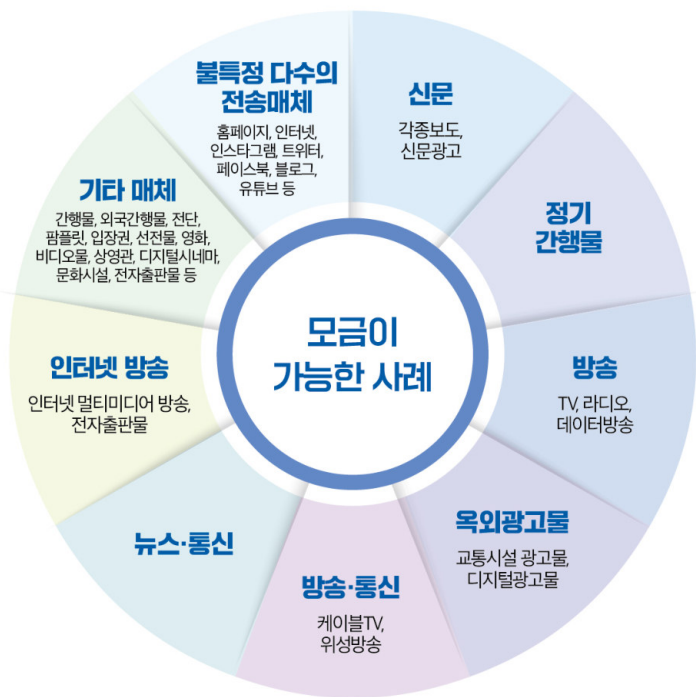 모금이
가능한 사례
신문
각종보도,
신문광고
정기
간행물
방송
TV, 라디오,
데이터방송
옥외광고물
교통시설 광고물,
디지털광고물
방송·통신
케이블TV,
위성방송
뉴스·통신
인터넷 방송
인터넷 멀티미디어 방송,
전자출판물
기타 매체
간행물, 외국간행물, 전단,
팜플릿, 입장권, 선전물, 영화,
비디오물, 상영관, 디지털시네마,
문화시설, 전자출판물 등
불특정 다수의
전송매체
홈페이지, 인터넷,
인스타그램, 트위터,
페이스북, 블로그,
유튜브 등